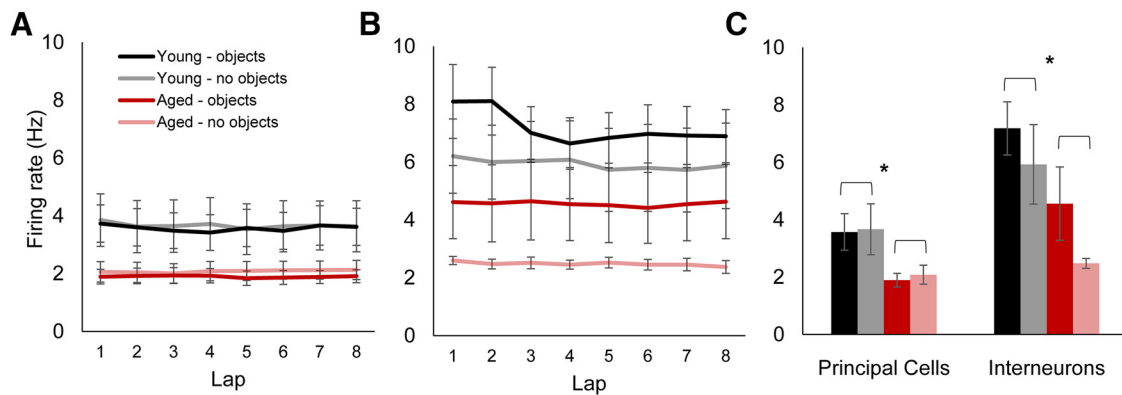 A
B
C
10
8
6
4
2
0
Firing rate (Hz)
Young - objects
Young - no objects
Aged - objects
Aged - no objects
1 2 3 4 5 6 7 8
Lap
10
8
6
4
2
0
1 2 3 4 5 6 7 8
Lap
10
8
6
4
2
0
*
*
Principal Cells
Interneurons